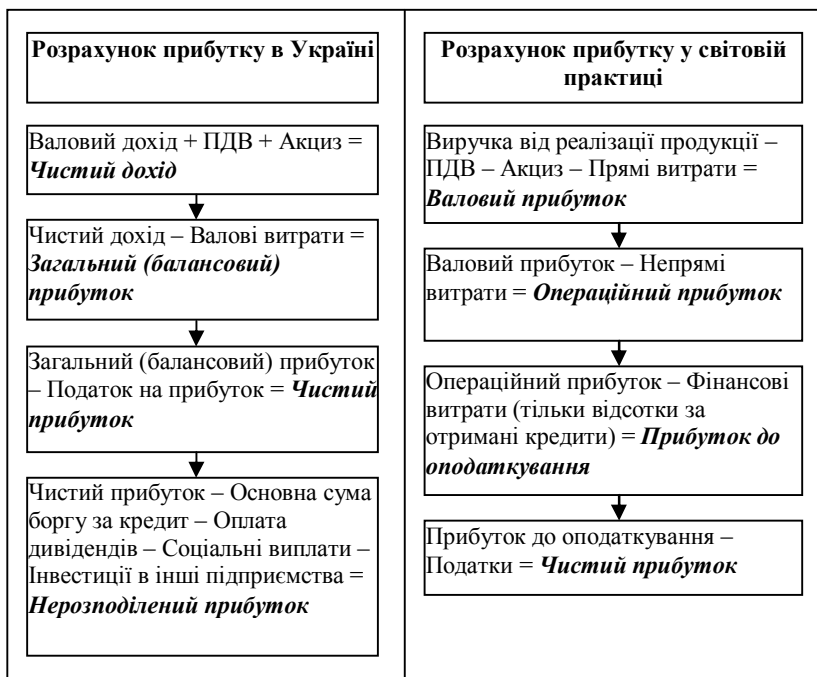 Розрахунок прибутку в Україні
Валовий дохід + ПДВ + Акциз =
Чистий дохід
Чистий дохід – Валові витрати =
Загальний (балансовий)
прибуток
Загальний (балансовий) прибуток
– Податок на прибуток = Чистий
прибуток
Чистий прибуток – Основна сума
боргу за кредит – Оплата
дивідендів – Соціальні виплати –
Інвестиції в інші підприємства =
Нерозподілений прибуток
Розрахунок прибутку у світовій
практиці
Виручка від реалізації продукції –
ПДВ – Акциз – Прямі витрати =
Валовий прибуток
Валовий прибуток – Непрямі
витрати = Операційний прибуток
Операційний прибуток – Фінансові
витрати (тільки відсотки за
отримані кредити) = Прибуток до
оподаткування
Прибуток до оподаткування –
Податки = Чистий прибуток